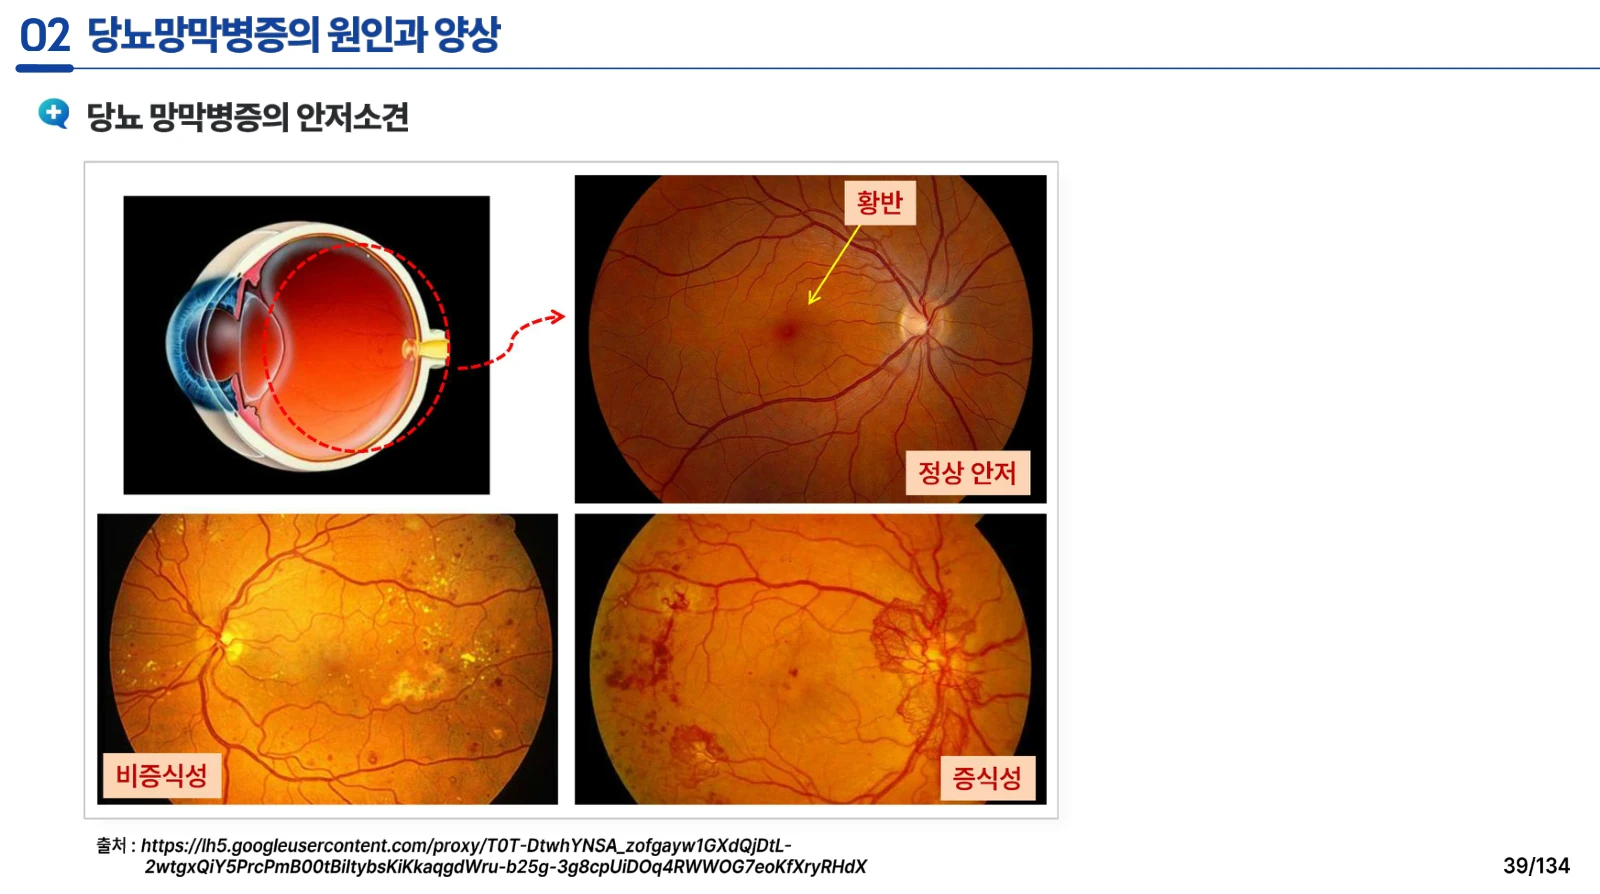 02 당뇨망막병증의 원인과 양상
당뇨 망막병증의 안저소견
황반
정상 안저
비증식성
증식성
출처 : https://lh5.googleusercontent.com/proxy/T0T-DtwhYNSA_zofgayw1GXdQjDtL-
2wtgxQiY5PrcPmB00tBiltybsKiKkaqgdWru-b25g-3g8cpUiDOq4RWWOG7eoKfXryRHdX
39/134